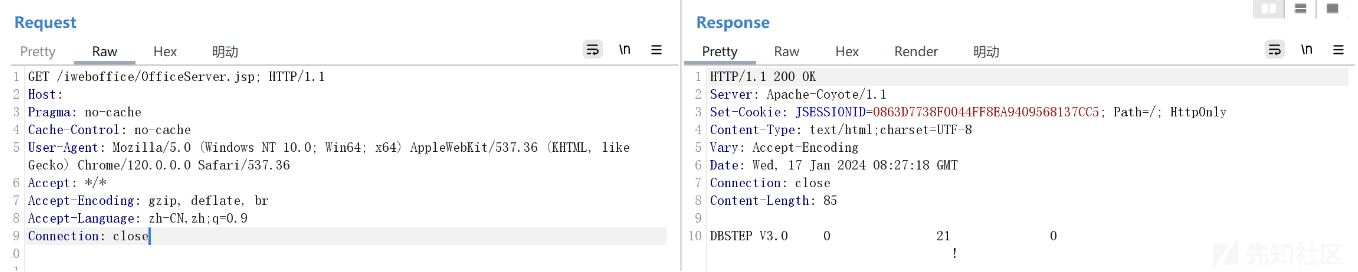 Request
Pretty Raw Hex 明动 \n
1 GET /iweboffice/OfficeServer.jsp; HTTP/1.1
2 Host:
3 Pragma: no-cache
4 Cache-Control: no-cache
5 User-Agent: Mozilla/5.0 (Windows NT 10.0; Win64; x64) AppleWebKit/537.36 (KHTML, like
Gecko) Chrome/120.0.0.0 Safari/537.36
6 Accept: */*
7 Accept-Encoding: gzip, deflate, br
8 Accept-Language: zh-CN,zh;q=0.9
9 Connection: close
0
1
Response
Pretty Raw Hex Render 明动 \n
1 HTTP/1.1 200 OK
2 Server: Apache-Coyote/1.1
3 Set-Cookie: JSESSIONID=0863D7738F0044FF8EA9409568137CC5; Path=/; HttpOnly
4 Content-Type: text/html;charset=UTF-8
5 Vary: Accept-Encoding
6 Date: Wed, 17 Jan 2024 08:27:18 GMT
7 Connection: close
8 Content-Length: 85
9
10 DBSTEP V3.0 0 21 0
!
先知社区